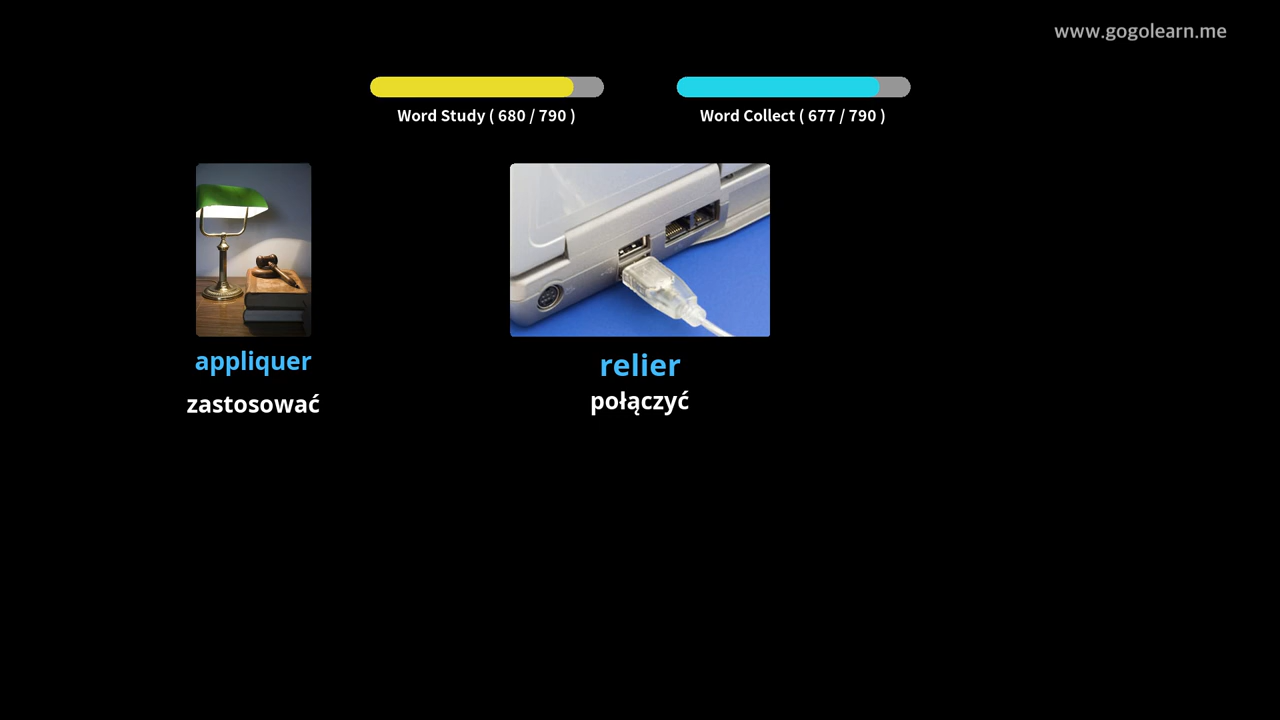 www.gogolearn.me
Word Study ( 680 / 790 )
Word Collect ( 677 / 790 )
appliquer
zastosować
relier
połączyć